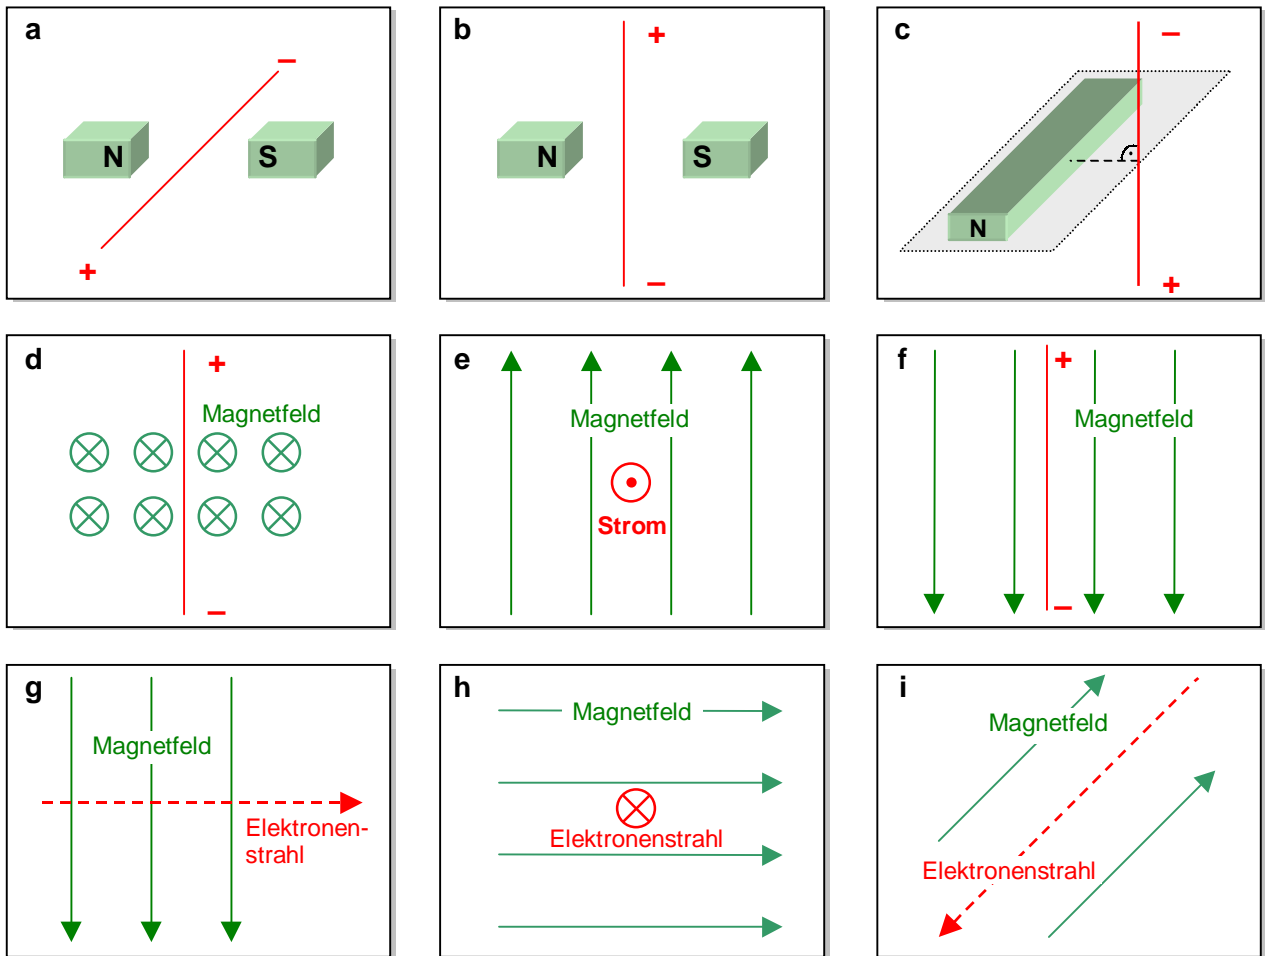 a
–
N
S
+
b
+
N
S
–
c
–
N
+
d
+
Magnetfeld
–
e
Magnetfeld
Strom
f
+
Magnetfeld
–
g
Magnetfeld
Elektronen-
strahl
h
Magnetfeld
Elektronenstrahl
i
Magnetfeld
Elektronenstrahl